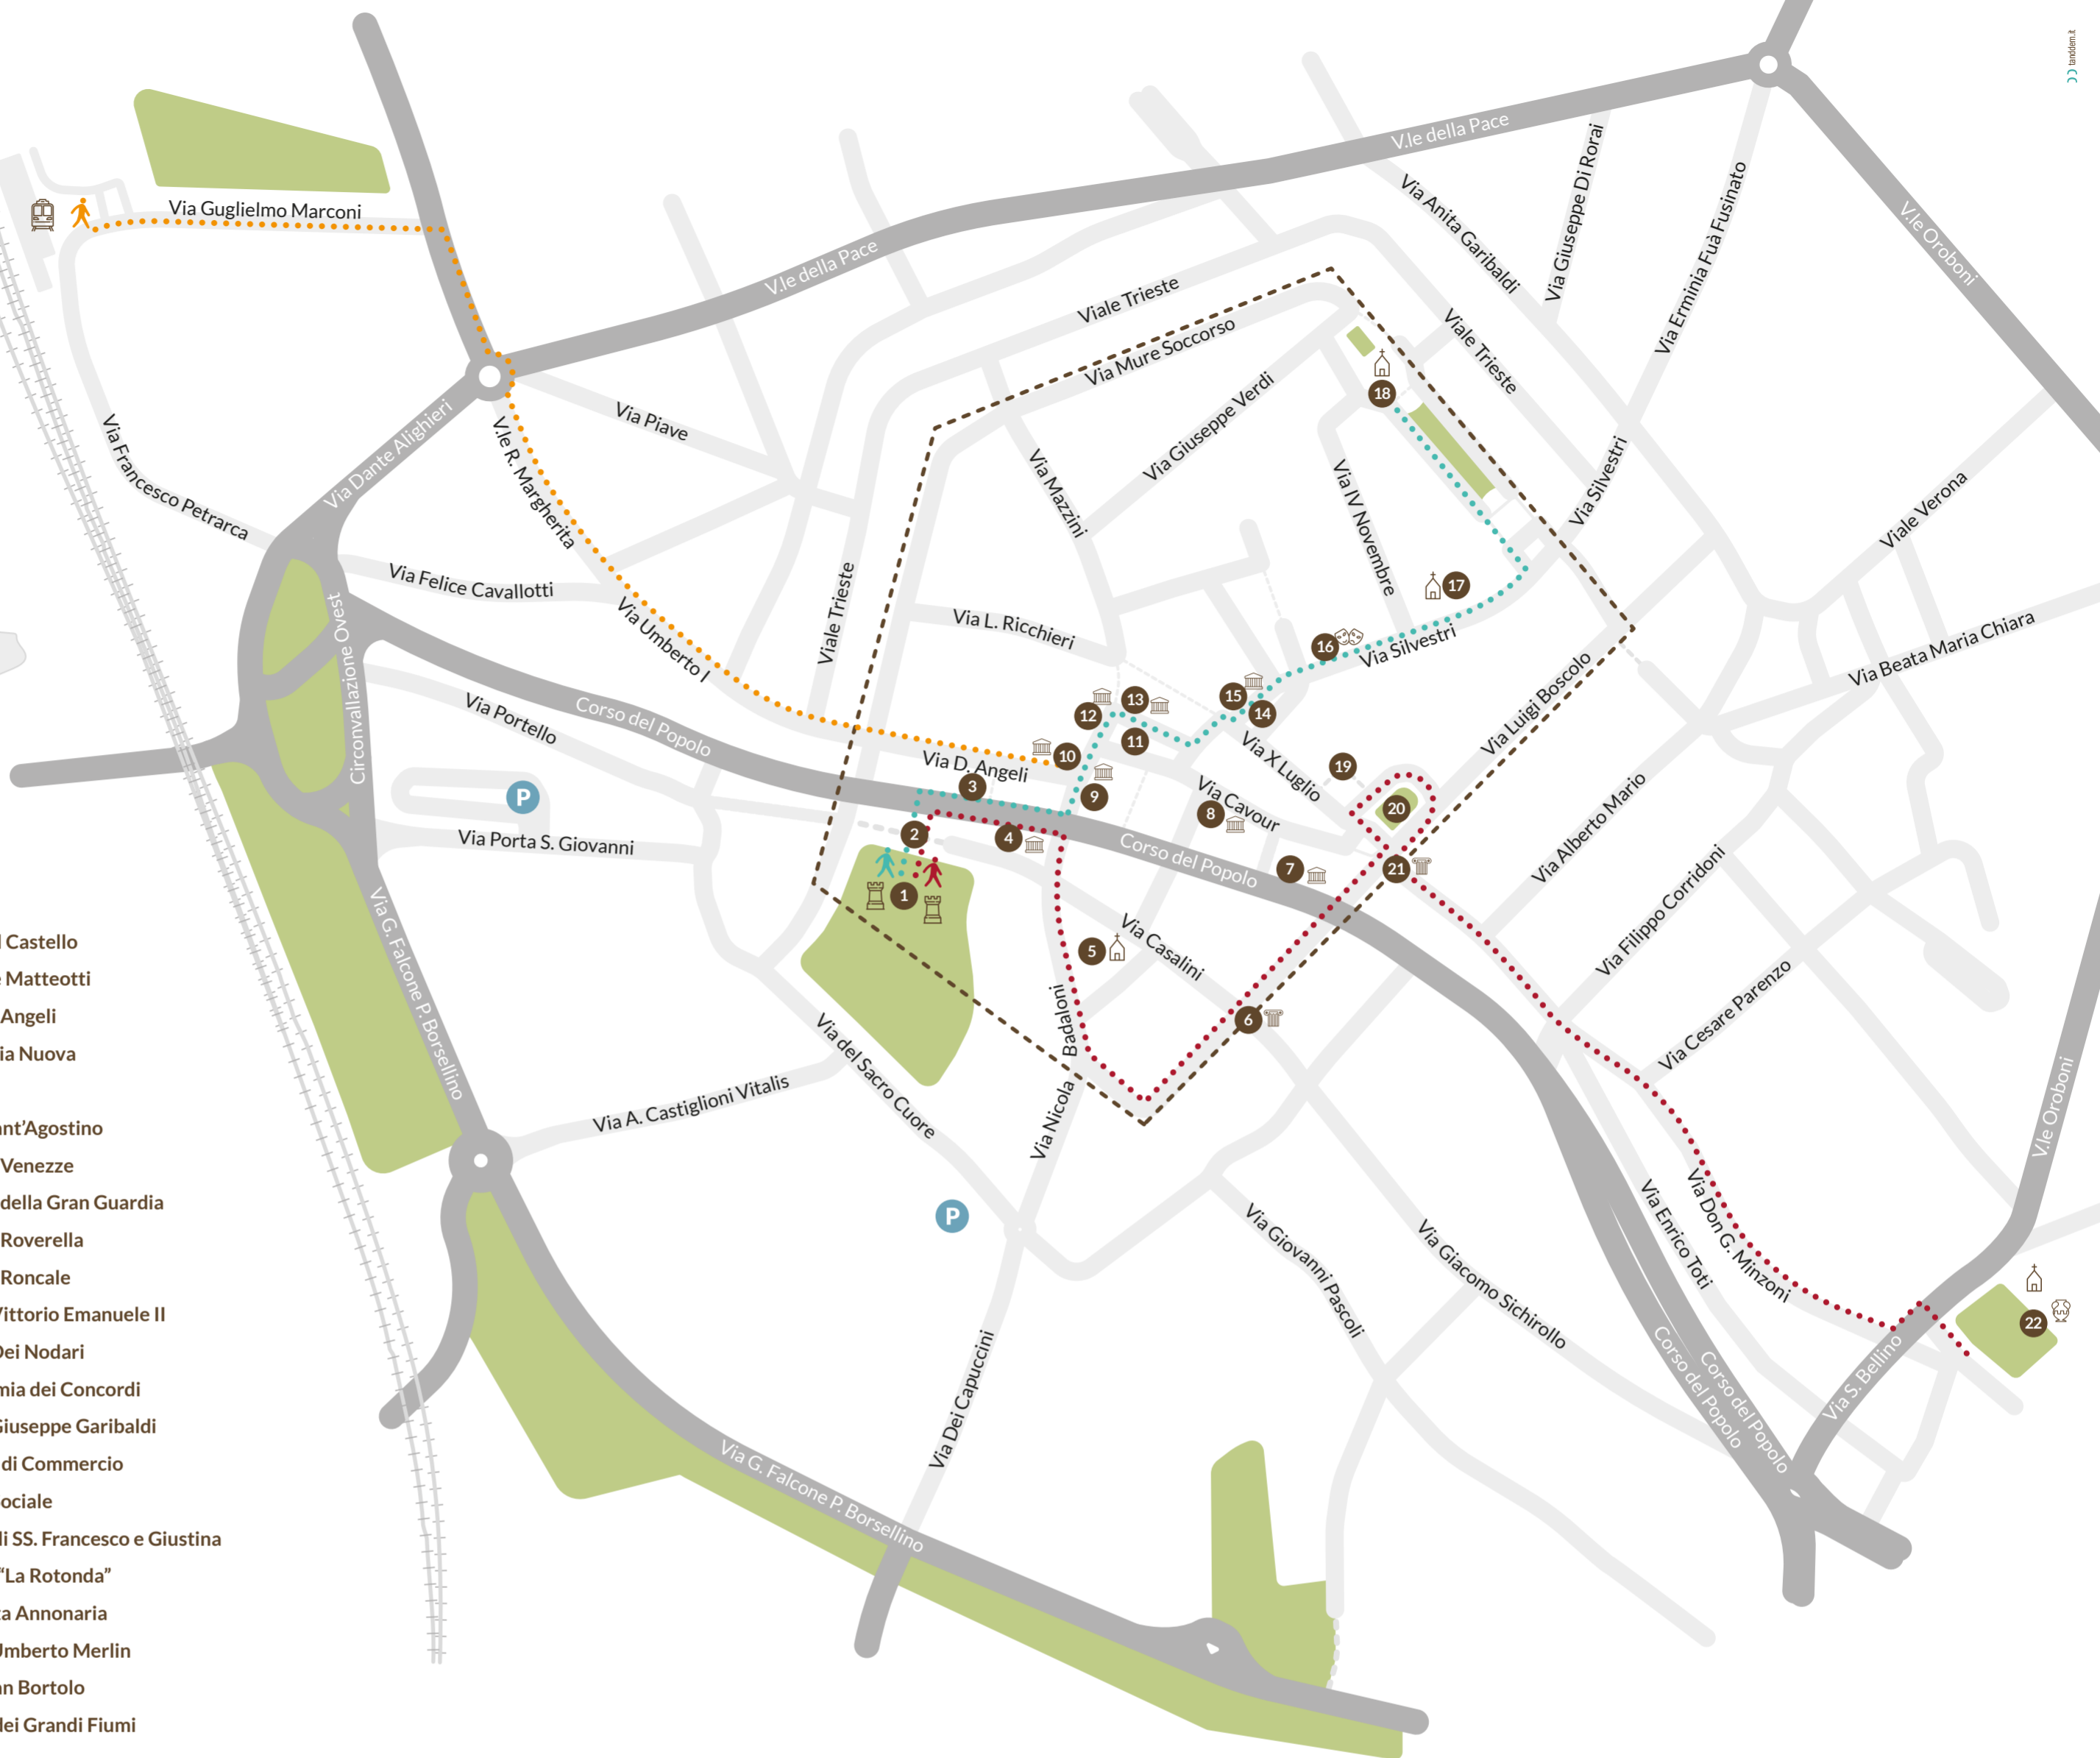 tanddem.it
V.le della Pace
Via Giuseppe Di Rorai
Via Anita Garibaldi
Via Erminia Fuà Fusinato
V.le Oroboni
Via Guglielmo Marconi
V.le della Pace
Viale Trieste
Via Mure Soccorso
Viale Trieste
Via Giuseppe Verdi
18
Via Dante Alighieri
V.le R. Margherita
Via Piave
Via Francesco Petrarca
Via Mazzini
Via IV Novembre
Via Silvestri
Viale Verona
Via Felice Cavallotti
Via Umberto I
Viale Trieste
Via L. Ricchieri
17
16
Via Silvestri
Via Beata Maria Chiara
Circonvallazione Ovest
Via Portello
Corso del Popolo
12
13
15
14
11
10
Via Luigi Boscolo
Via X Luglio
19
Via D. Angeli
3
9
P
Via Cavour
8
20
Via Alberto Mario
2
4
Via Porta S. Giovanni
Corso del Popolo
7
21
1
Via G. Falcone P. Borsellino
Via Filippo Corridoni
5
Via Casalini
Via Cesare Parenzo
6
Via Nicola Badaloni
Via del Sacro Cuore
Via A. Castiglioni Vitalis
V.le Oroboni
P
Via Giovanni Pascoli
Via Giacomo Sichirollo
Via Enrico Toti
Via Don G. Minzoni
22
Via S. Bellino
Corso del Popolo
Corso del Popolo
Via Dei Capuccini
Via G. Falcone P. Borsellino
l Castello
e Matteotti
Angeli
ia Nuova
nt'Agostino
Venezze
della Gran Guardia
Roverella
Roncale
Vittorio Emanuele II
Dei Nodari
mia dei Concordi
Giuseppe Garibaldi
di Commercio
ociale
li SS. Francesco e Giustina
“La Rotonda”
ta Annonaria
Umberto Merlin
an Bortolo
dei Grandi Fiumi